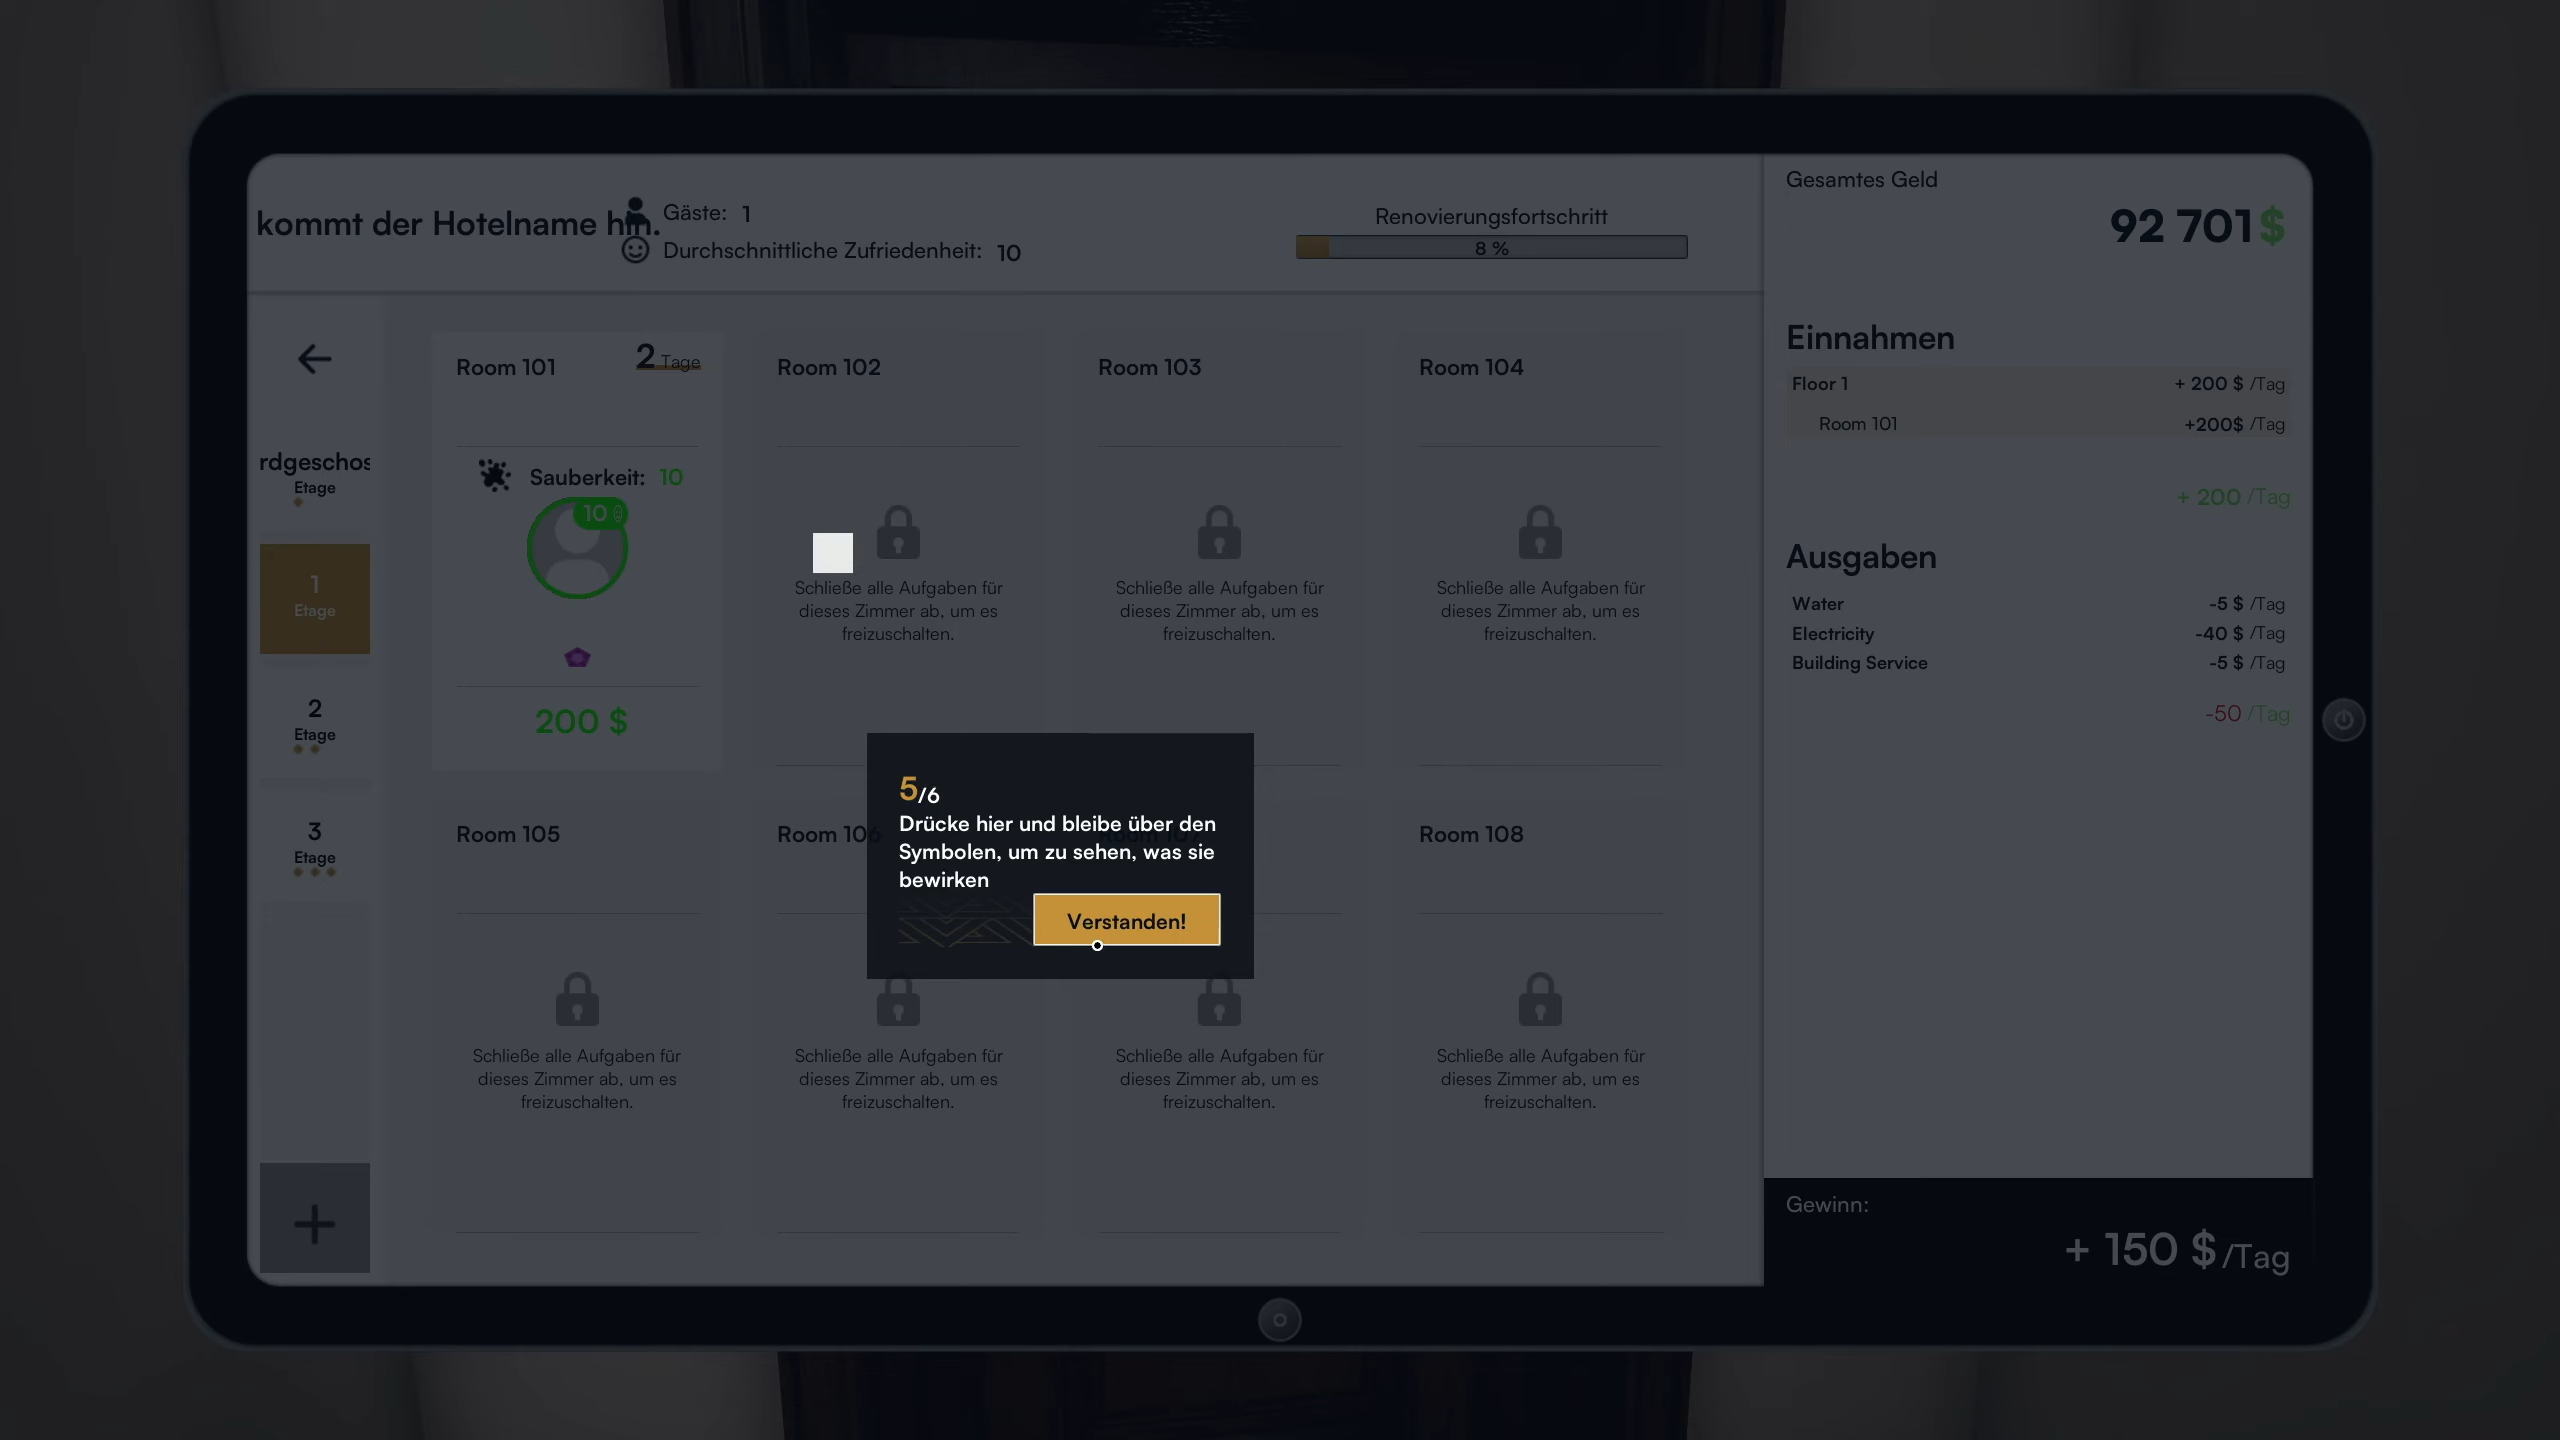 kommt der Hotelname hin.
Gäste: 1
Durchschnittliche Zufriedenheit: 10
Renovierungsfortschritt
8 %
Gesamtes Geld
92 701 $
rdgeschos
Etage
1
Etage
2
Etage
3
Etage
+
Room 101
2 Tage
Sauberkeit: 10
10
200 $
Room 102
Schließe alle Aufgaben für
dieses Zimmer ab, um es
freizuschalten.
Room 103
Schließe alle Aufgaben für
dieses Zimmer ab, um es
freizuschalten.
Room 104
Schließe alle Aufgaben für
dieses Zimmer ab, um es
freizuschalten.
Room 105
Schließe alle Aufgaben für
dieses Zimmer ab, um es
freizuschalten.
Room 106
Schließe alle Aufgaben für
dieses Zimmer ab, um es
freizuschalten.
Schließe alle Aufgaben für
dieses Zimmer ab, um es
freizuschalten.
Room 108
Schließe alle Aufgaben für
dieses Zimmer ab, um es
freizuschalten.
5/6
Drücke hier und bleibe über den
Symbolen, um zu sehen, was sie
bewirken
Verstanden!
Einnahmen
Floor 1 + 200 $ /Tag
Room 101 +200$ /Tag
+ 200 /Tag
Ausgaben
Water -5 $ /Tag
Electricity -40 $ /Tag
Building Service -5 $ /Tag
-50 /Tag
Gewinn:
+ 150 $ /Tag